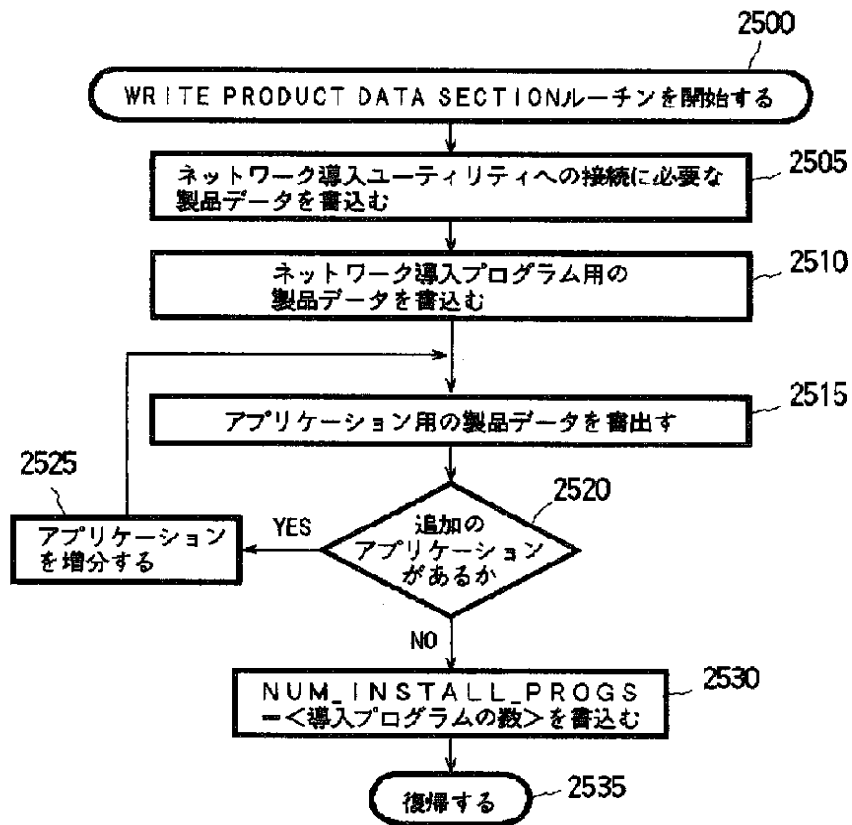 2500
WRITE PRODUCT DATA SECTIONルーチンを開始する
2505
ネットワーク導入ユーティリティへの接続に必要な
製品データを書込む
2510
ネットワーク導入プログラム用の
製品データを書込む
2515
アプリケーション用の製品データを書出す
2525
アプリケーション
を増分する
YES
2520
追加の
アプリケーション
があるか
NO
2530
NUM_INSTALL_PROGS
=<導入プログラムの数>を書込む
復帰する
2535